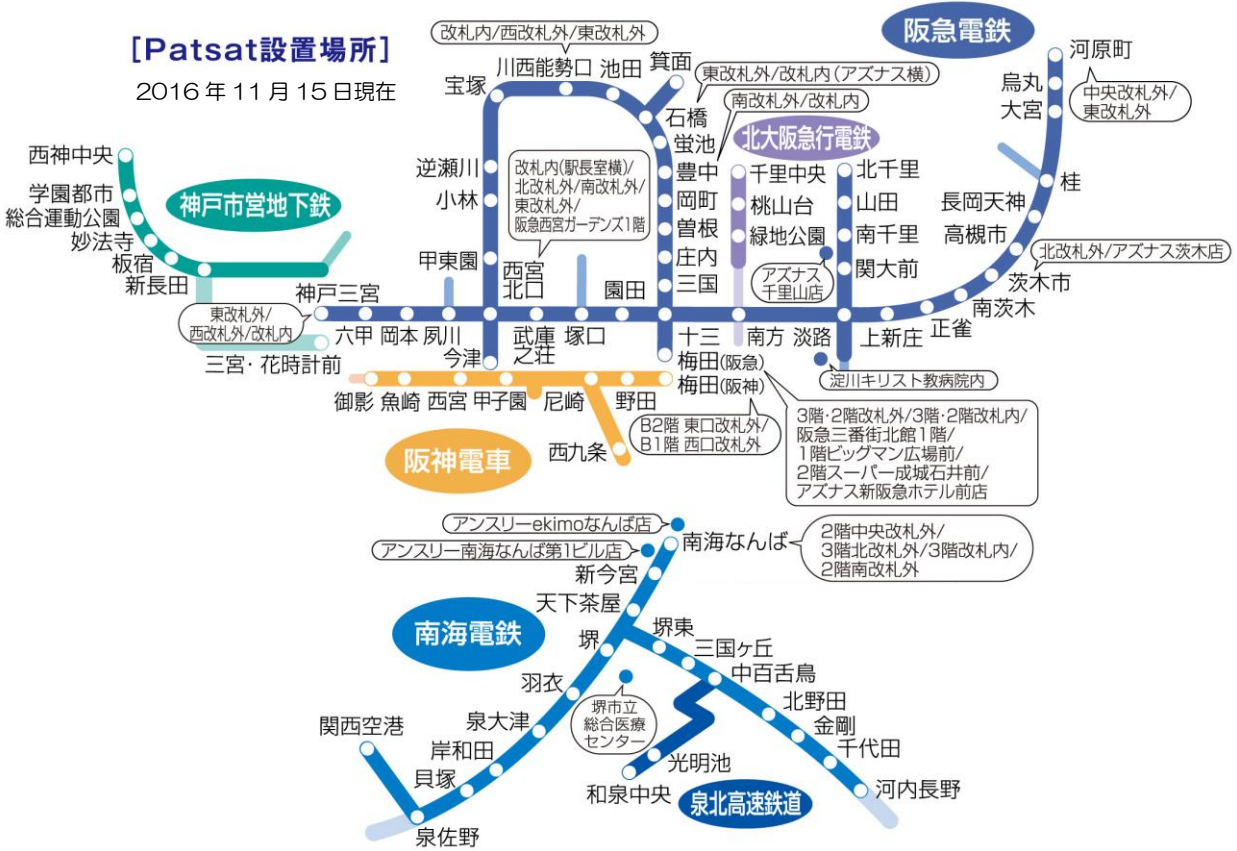 [Patsat設置場所]
2016年11月15日現在
改札内/西改札外/東改札外
阪急電鉄
河原町
烏丸
大宮
中央改札外/
東改札外
川西能勢口
池田
箕面
宝塚
東改札外/改札内(アズナス横)
石橋
南改札外/改札内
蛍池
北大阪急行電鉄
西神中央
学園都市
総合運動公園
妙法寺
板宿
新長田
神戸市営地下鉄
逆瀬川
小林
改札内(駅長室横)/
北改札外/南改札外/
東改札外/
阪急西宮ガーデンズ1階
豊中
岡町
曽根
庄内
三国
千里中央
桃山台
緑地公園
北千里
山田
南千里
関大前
アズナス
千里山店
桂
長岡天神
高槻市
北改札外/アズナス茨木店
茨木市
南茨木
正雀
上新庄
甲東園
西宮
北口
園田
神戸三宮
東改札外/
西改札外/改札内
六甲
岡本
夙川
武庫
之荘
塚口
十三
南方
淡路
三宮・花時計前
今津
梅田(阪急)
梅田(阪神)
淀川キリスト教病院内
御影
魚崎
西宮
甲子園
尼崎
野田
西九条
阪神電車
B2階 東口改札外/
B1階 西口改札外
3階・2階改札外/3階・2階改札内/
阪急三番街北館1階/
1階ビッグマン広場前/
2階スーパー成城石井前/
アズナス新阪急ホテル前店
アンスリーekimoなんば店
アンスリー南海なんば第1ビル店
南海なんば
2階中央改札外/
3階北改札外/3階改札内/
2階南改札外
新今宮
天下茶屋
南海電鉄
堺
堺東
三国ヶ丘
中百舌鳥
羽衣
北野田
堺市立
総合医療
センター
金剛
泉大津
千代田
関西空港
岸和田
貝塚
光明池
和泉中央
泉北高速鉄道
河内長野
泉佐野